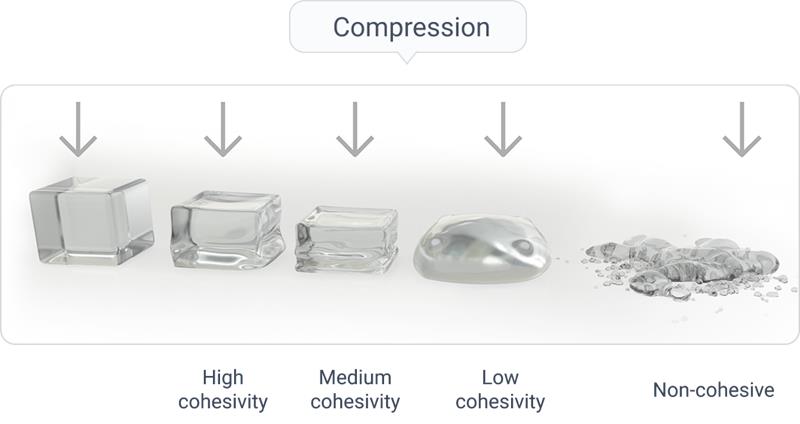 Compression
High
cohesivity
Medium
cohesivity
Low
cohesivity
Non-cohesive